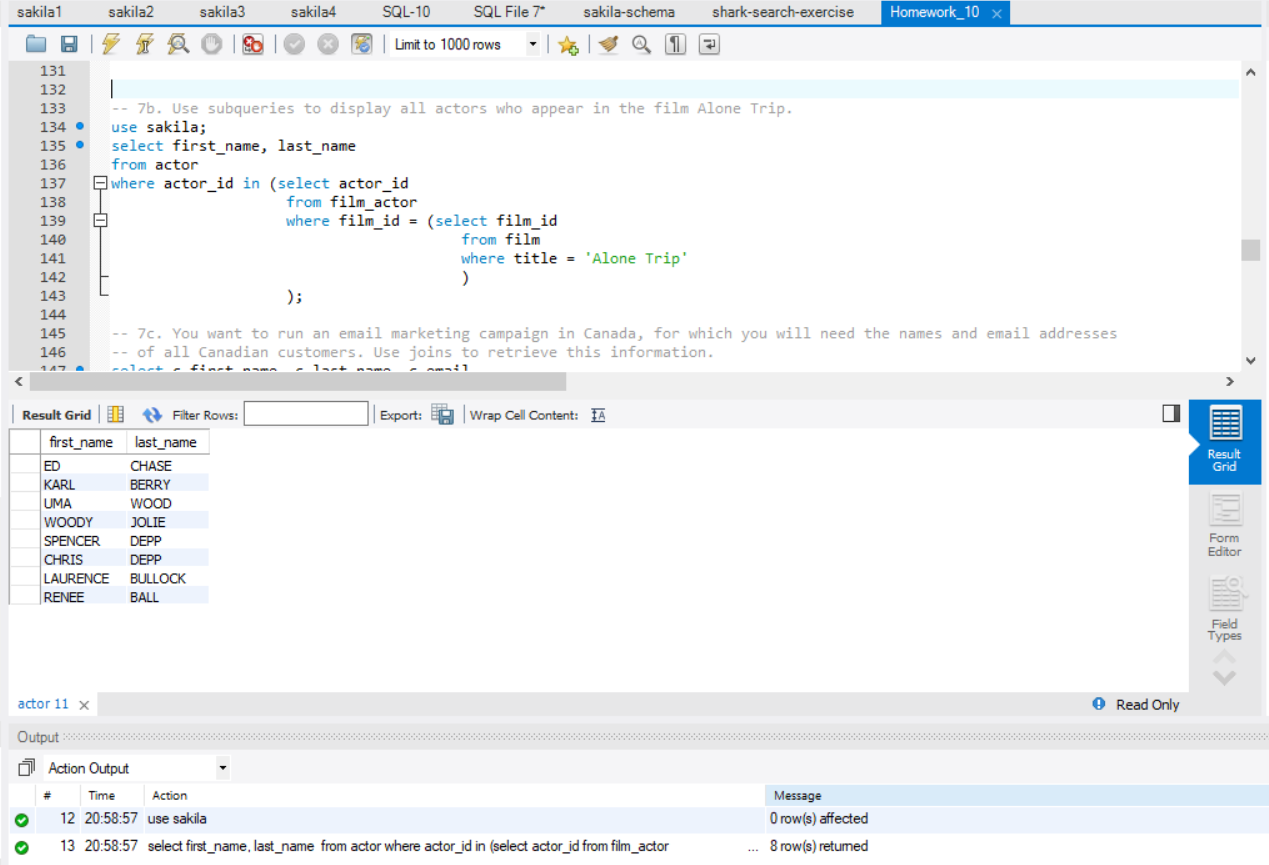 sakila1 sakila2 sakila3 sakila4 SQL-10 SQL File 7* sakila-schema shark-search-exercise Homework_10
Limit to 1000 rows
131
132
133 -- 7b. Use subqueries to display all actors who appear in the film Alone Trip.
134 use sakila;
135 select first_name, last_name
136 from actor
137 where actor_id in (select actor_id
138 from film_actor
139 where film_id = (select film_id
140 from film
141 where title = 'Alone Trip'
142 )
143 );
144
145 -- 7c. You want to run an email marketing campaign in Canada, for which you will need the names and email addresses
146 -- of all Canadian customers. Use joins to retrieve this information.
147 select c.first_name, c.last_name, c.email
Result Grid Filter Rows: Export: Wrap Cell Content: IA
first_name last_name
ED CHASE
KARL BERRY
UMA WOOD
WOODY JOLIE
SPENCER DEPP
CHRIS DEPP
LAURENCE BULLOCK
RENEE BALL
Result
Grid
Form
Editor
Field
Types
actor 11 Read Only
Output
Action Output
# Time Action Message
12 20:58:57 use sakila 0 row(s) affected
13 20:58:57 select first_name, last_name from actor where actor_id in (select actor_id from film_actor ... 8 row(s) returned